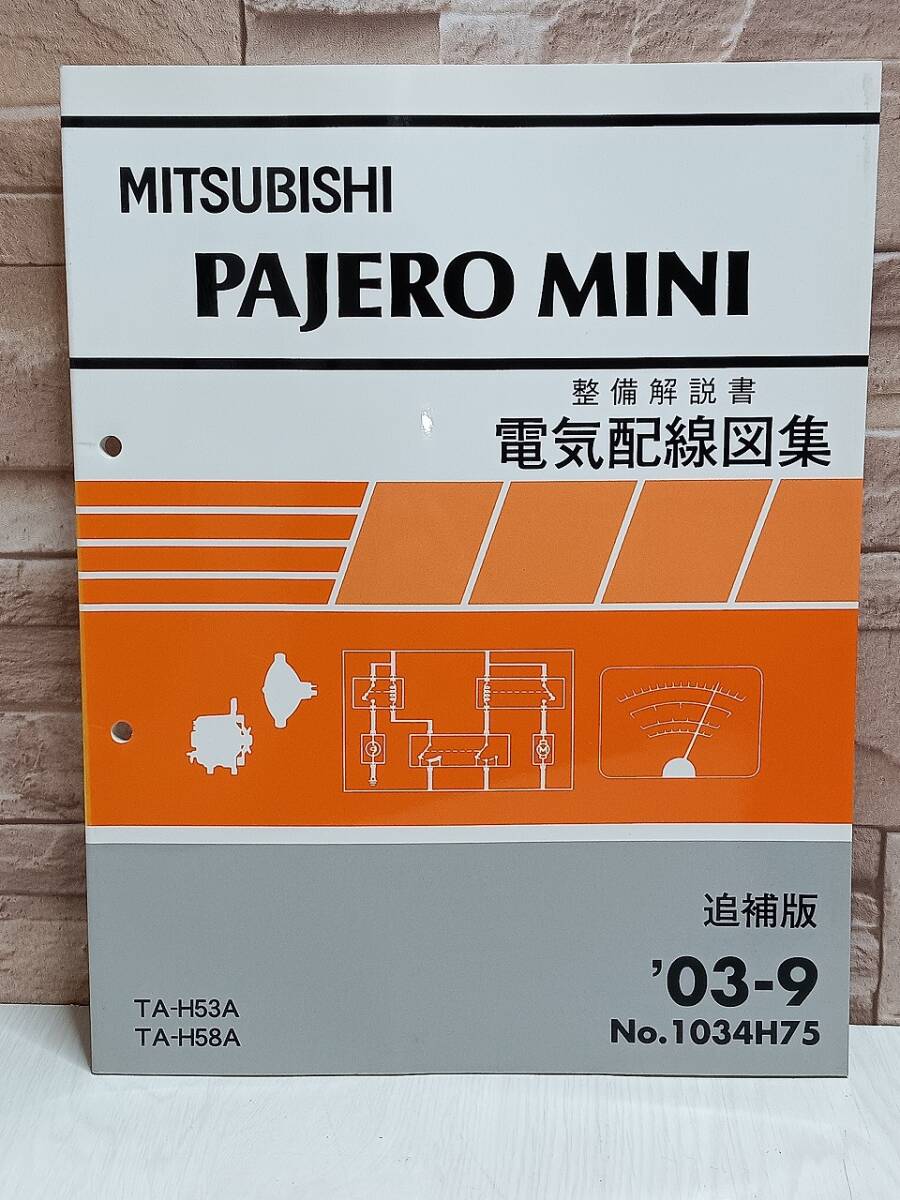 MITSUBISHI
PAJERO MINI
整備解説書
電気配線図集
追補版
'03-9
TA-H53A
TA-H58A
No.1034H75